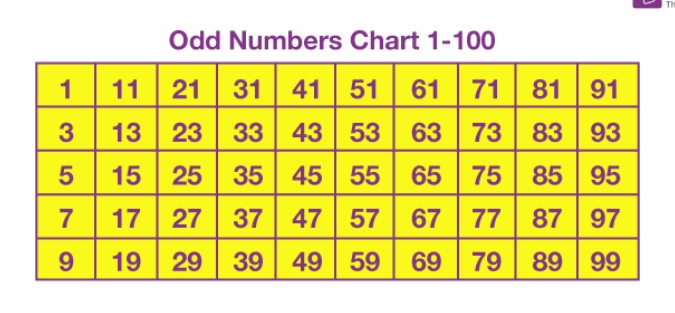 Th
Odd Numbers Chart 1-100
1 11 21 31 41 51 61 71 81 91
3 13 23 33 43 53 63 73 83 93
5 15 25 35 45 55 65 75 85 95
7 17 27 37 47 57 67 77 87 97
9 19 29 39 49 59 69 79 89 99